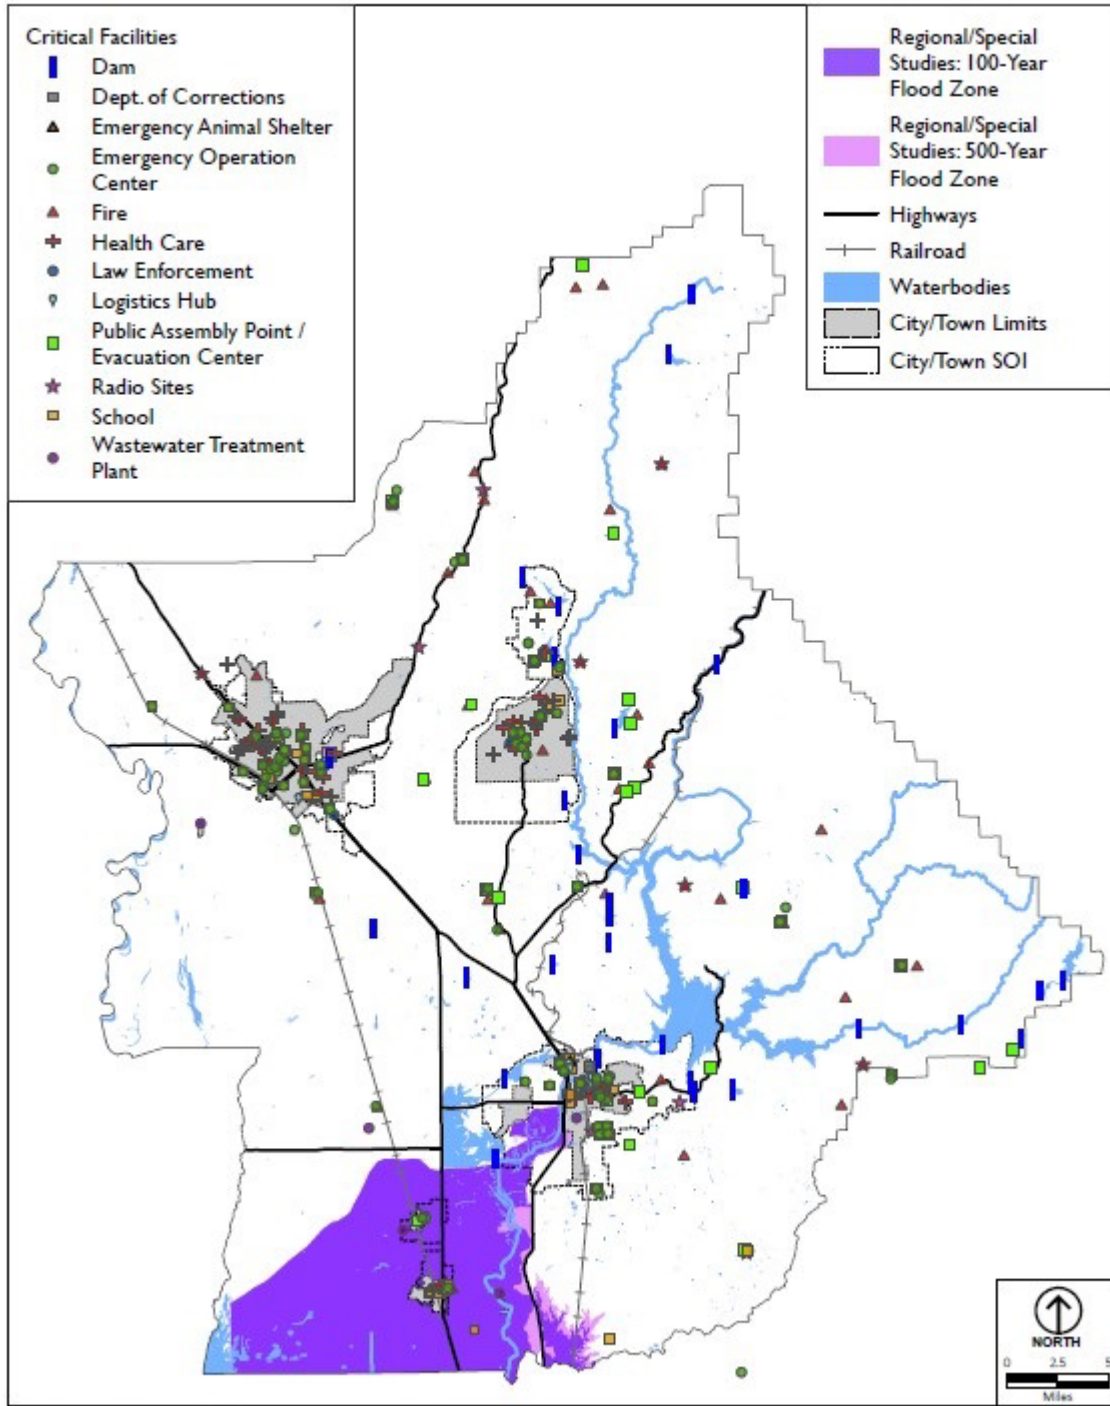 Critical Facilities
Dam
Dept. of Corrections
Emergency Animal Shelter
Emergency Operation
Center
Fire
Health Care
Law Enforcement
Logistics Hub
Public Assembly Point /
Evacuation Center
Radio Sites
School
Wastewater Treatment
Plant
Regional/Special
Studies: 100-Year
Flood Zone
Regional/Special
Studies: 500-Year
Flood Zone
Highways
Railroad
Waterbodies
City/Town Limits
City/Town SOI
NORTH
0 2.5 5
Miles